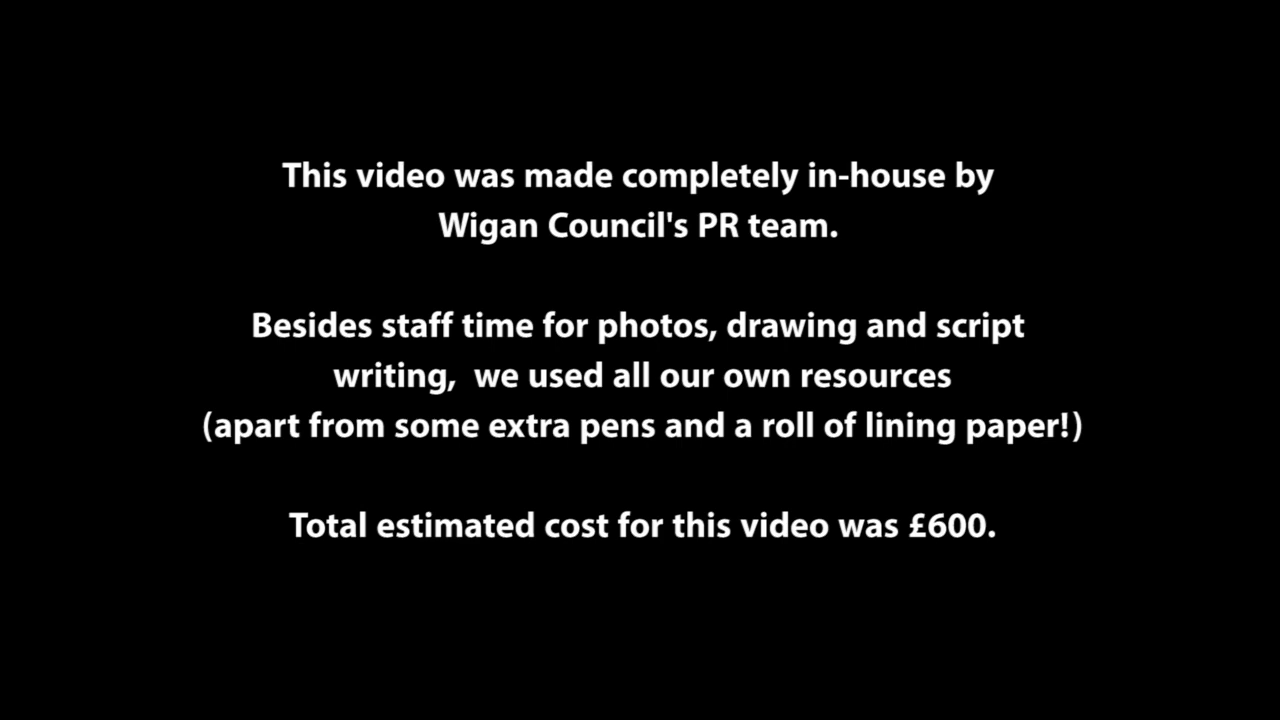 This video was made completely in-house by
Wigan Council's PR team.
Besides staff time for photos, drawing and script
writing,  we used all our own resources
(apart from some extra pens and a roll of lining paper!)
Total estimated cost for this video was £600.